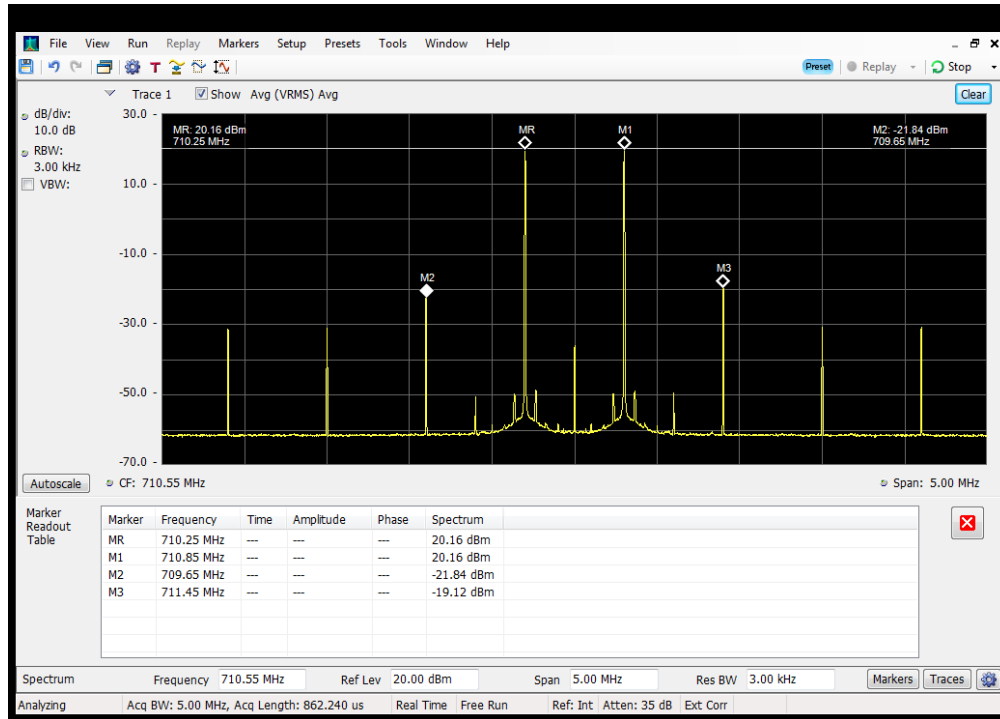 File View Run Replay Markers Setup Presets Tools Window Help
T Preset Replay Stop
Trace 1 Show Avg (VRMS) Avg Clear
dB/div:
10.0 dB
RBW:
3.00 kHz
VBW:
30.0 -
10.0 -
-10.0 -
-30.0 -
-50.0 -
-70.0 -
MR: 20.16 dBm
710.25 MHz
MR
M1
M2: -21.84 dBm
709.65 MHz
M2
M3
Autoscale CF: 710.55 MHz Span: 5.00 MHz
Marker
Readout
Table
Marker Frequency Time Amplitude Phase Spectrum
MR 710.25 MHz --- --- --- 20.16 dBm
M1 710.85 MHz --- --- --- 20.16 dBm
M2 709.65 MHz --- --- --- -21.84 dBm
M3 711.45 MHz --- --- --- -19.12 dBm
Spectrum Frequency 710.55 MHz Ref Lev 20.00 dBm Span 5.00 MHz Res BW 3.00 kHz Markers Traces
Analyzing Acq BW: 5.00 MHz, Acq Length: 862.240 us Real Time Free Run Ref: Int Atten: 35 dB Ext Corr